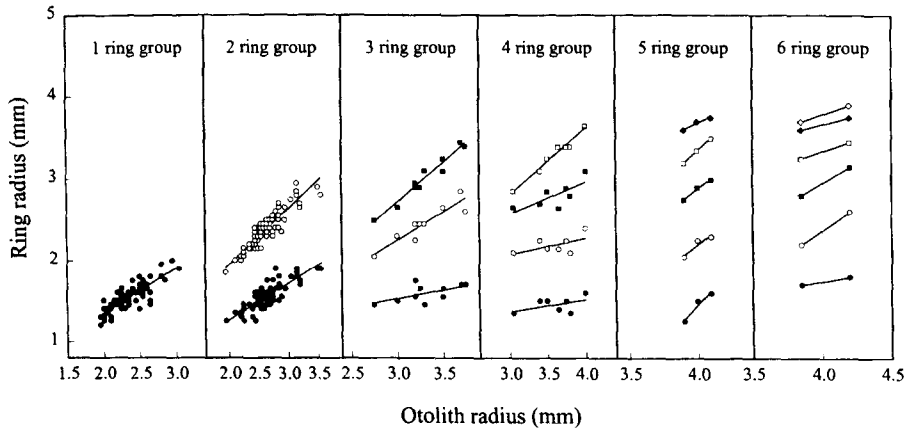 5
1 ring group
2 ring group
3 ring group
4 ring group
5 ring group
6 ring group
4
3
2
1
Ring radius (mm)
1.5 2.0 2.5 3.0 2.0 2.5 3.0 3.5 2.5 3.0 3.5 3.0 3.5 4.0 3.5 4.0 3.5 4.0 4.5
Otolith radius (mm)